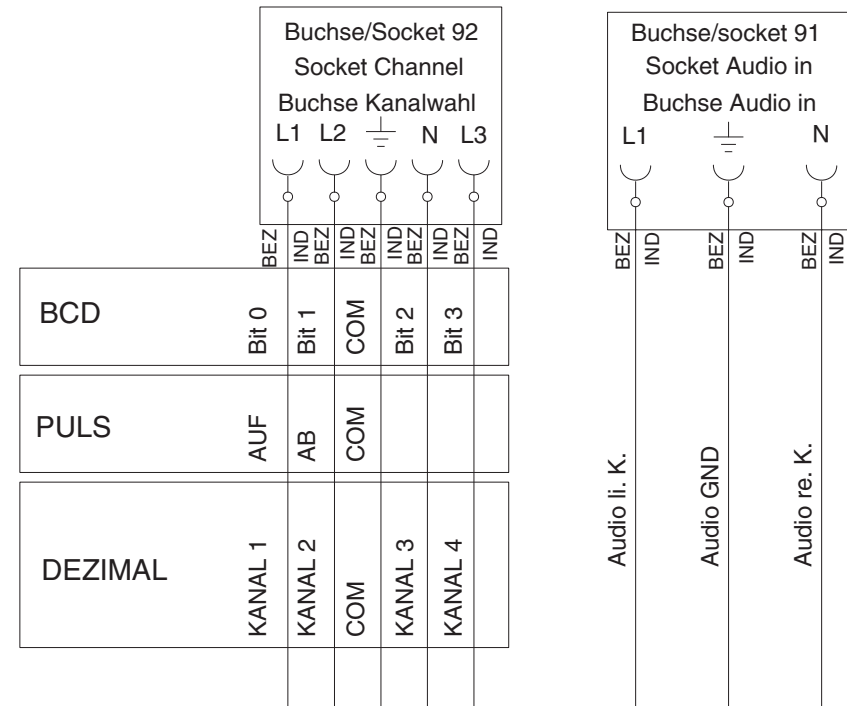 Buchse/Socket 92
Socket Channel
Buchse Kanalwahl
L1 L2 N L3
BEZ IND BEZ IND BEZ IND BEZ IND BEZ IND
BCD Bit 0 Bit 1 COM Bit 2 Bit 3
PULS AUF AB COM
DEZIMAL KANAL 1 KANAL 2 COM KANAL 3 KANAL 4
Buchse/socket 91
Socket Audio in
Buchse Audio in
L1 N
BEZ IND BEZ IND BEZ IND
Audio li. K. Audio GND Audio re. K.